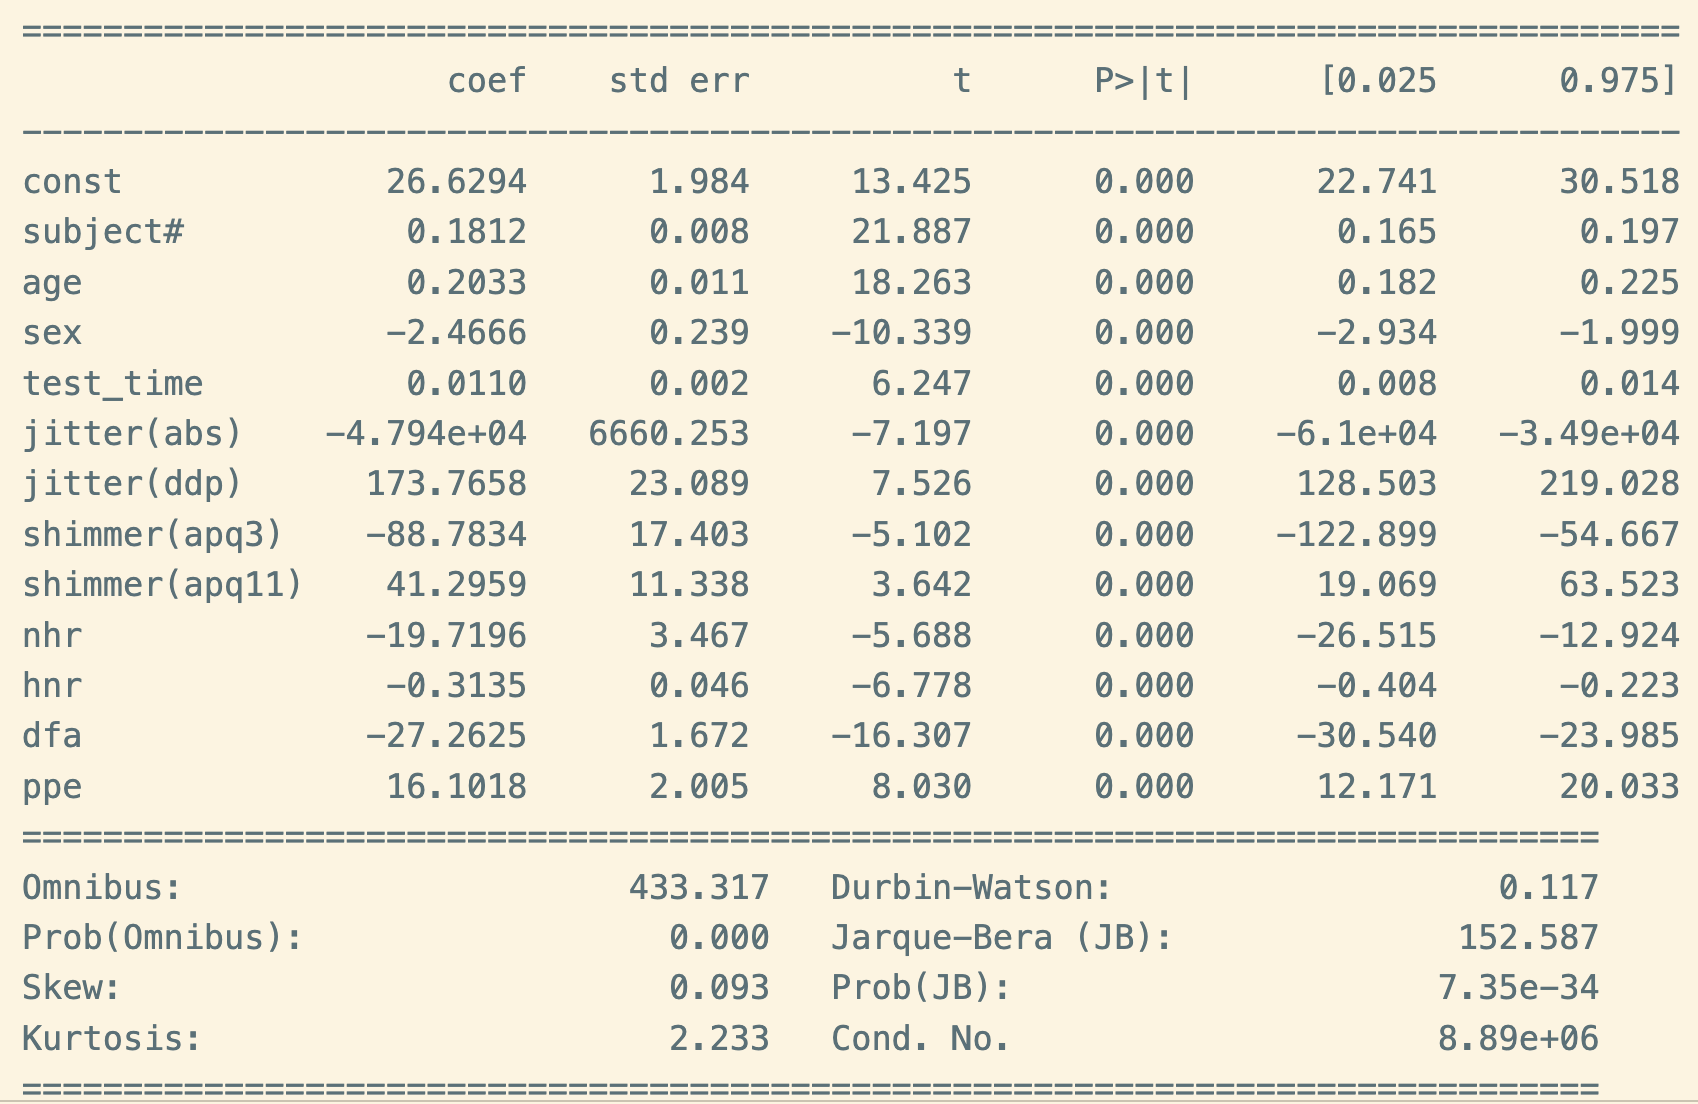 ==================================================================================
coef std err t P>|t| [0.025 0.975]
----------------------------------------------------------------------------------
const 26.6294 1.984 13.425 0.000 22.741 30.518
subject# 0.1812 0.008 21.887 0.000 0.165 0.197
age 0.2033 0.011 18.263 0.000 0.182 0.225
sex -2.4666 0.239 -10.339 0.000 -2.934 -1.999
test_time 0.0110 0.002 6.247 0.000 0.008 0.014
jitter(abs) -4.794e+04 6660.253 -7.197 0.000 -6.1e+04 -3.49e+04
jitter(ddp) 173.7658 23.089 7.526 0.000 128.503 219.028
shimmer(apq3) -88.7834 17.403 -5.102 0.000 -122.899 -54.667
shimmer(apq11) 41.2959 11.338 3.642 0.000 19.069 63.523
nhr -19.7196 3.467 -5.688 0.000 -26.515 -12.924
hnr -0.3135 0.046 -6.778 0.000 -0.404 -0.223
dfa -27.2625 1.672 -16.307 0.000 -30.540 -23.985
ppe 16.1018 2.005 8.030 0.000 12.171 20.033
==============================================================================
Omnibus: 433.317 Durbin-Watson: 0.117
Prob(Omnibus): 0.000 Jarque-Bera (JB): 152.587
Skew: 0.093 Prob(JB): 7.35e-34
Kurtosis: 2.233 Cond. No. 8.89e+06
==============================================================================